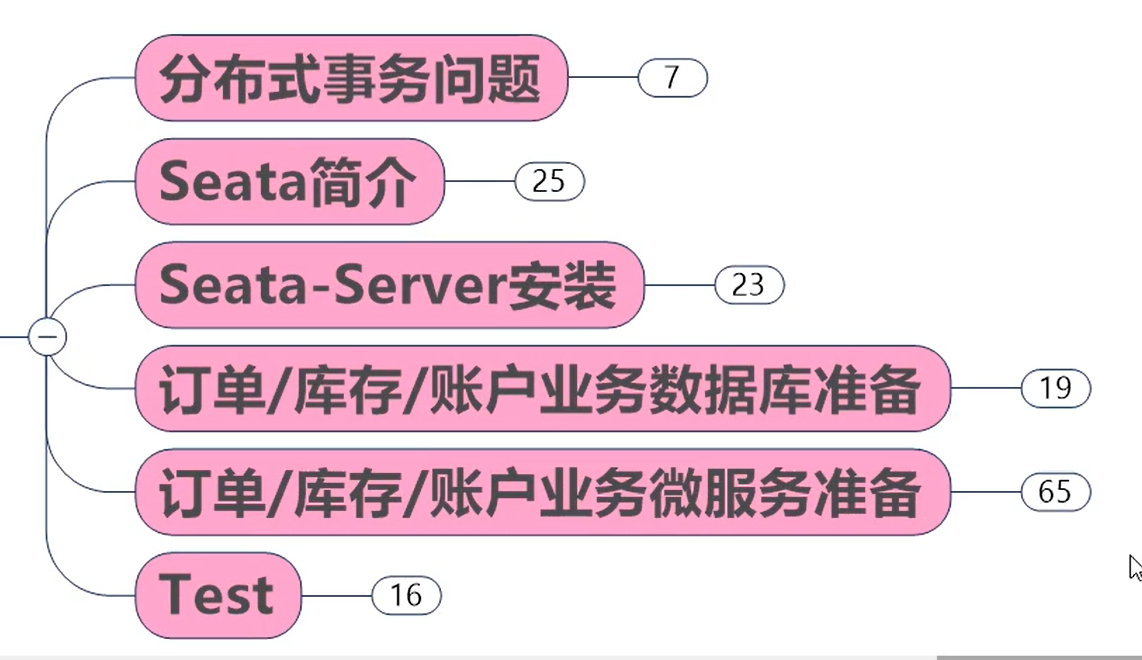 分布式事务问题 7
Seata简介 25
Seata-Server安装 23
订单/库存/账户业务数据库准备 19
订单/库存/账户业务微服务准备 65
Test 16